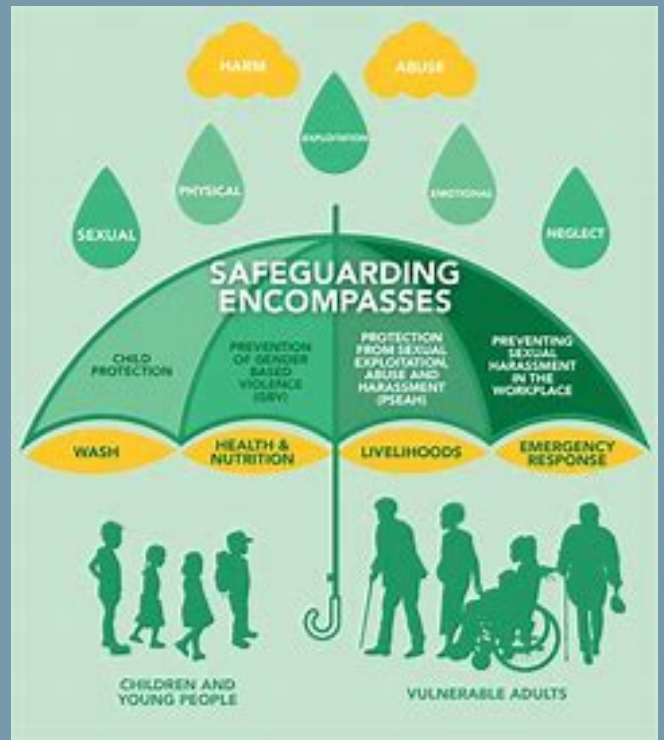 HARM
ABUSE
EXPLOITATION
PHYSICAL
EMOTIONAL
SEXUAL
NEGLECT
SAFEGUARDING
ENCOMPASSES
CHILD
PROTECTION
PREVENTION
OF GENDER
BASED
VIOLENCE
(GBV)
PROTECTION
FROM SEXUAL
EXPLOITATION,
ABUSE AND
HARASSMENT
(PSEAH)
PREVENTING
SEXUAL
HARASSMENT
IN THE
WORKPLACE
WASH
HEALTH &
NUTRITION
LIVELIHOODS
EMERGENCY
RESPONSE
CHILDREN AND
YOUNG PEOPLE
VULNERABLE ADULTS